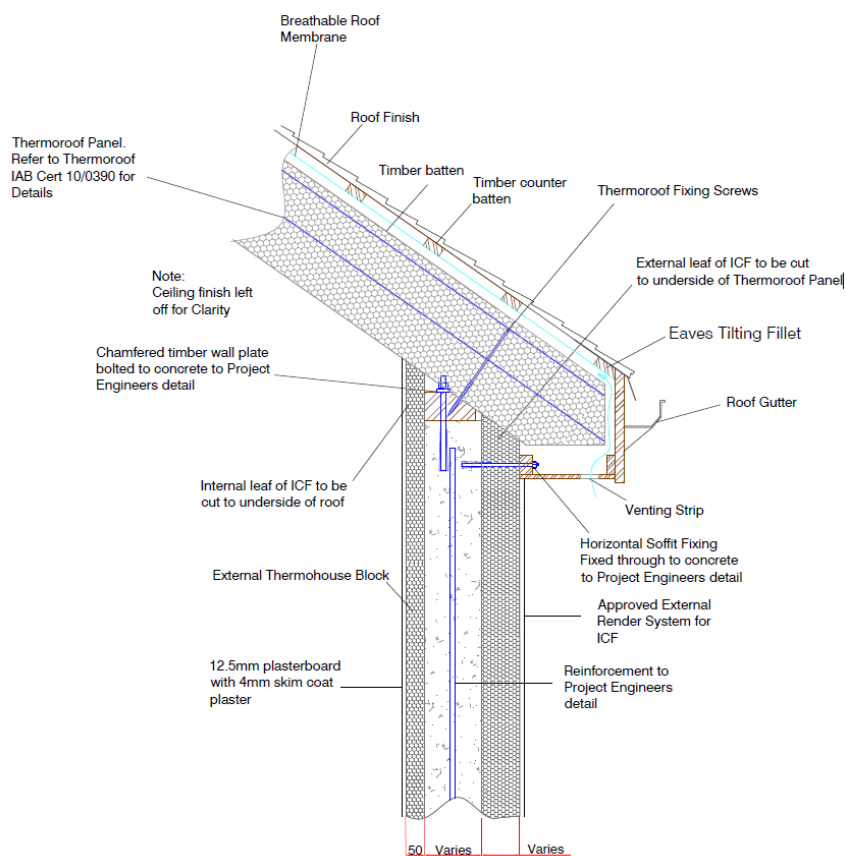 Breathable Roof
Membrane
Roof Finish
Thermoroof Panel.
Refer to Thermoroof
IAB Cert 10/0390 for
Details
Timber batten
Timber counter
batten
Thermoroof Fixing Screws
External leaf of ICF to be cut
to underside of Thermoroof Panel
Note:
Ceiling finish left
off for Clarity
Eaves Tilting Fillet
Chamfered timber wall plate
bolted to concrete to Project
Engineers detail
Roof Gutter
Internal leaf of ICF to be
cut to underside of roof
Venting Strip
Horizontal Soffit Fixing
Fixed through to concrete
to Project Engineers detail
External Thermohouse Block
Approved External
Render System for
ICF
12.5mm plasterboard
with 4mm skim coat
plaster
Reinforcement to
Project Engineers
detail
50 Varies Varies